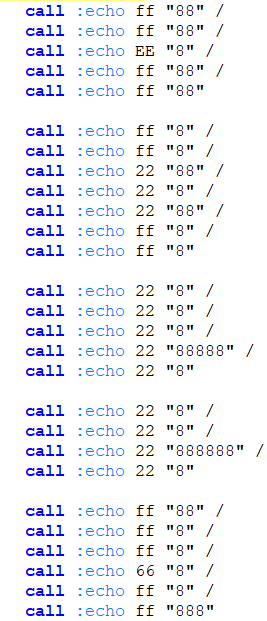 call :echo ff "88" /
call :echo ff "88" /
call :echo EE "8" /
call :echo ff "88" /
call :echo ff "88"

call :echo ff "8" /
call :echo ff "8" /
call :echo 22 "88" /
call :echo 22 "8" /
call :echo 22 "88" /
call :echo ff "8" /
call :echo ff "8"

call :echo 22 "8" /
call :echo 22 "8" /
call :echo 22 "8" /
call :echo 22 "88888" /
call :echo 22 "8"

call :echo 22 "8" /
call :echo 22 "8" /
call :echo 22 "888888" /
call :echo 22 "8"

call :echo ff "88" /
call :echo ff "8" /
call :echo ff "8" /
call :echo 66 "8" /
call :echo ff "8" /
call :echo ff "888"